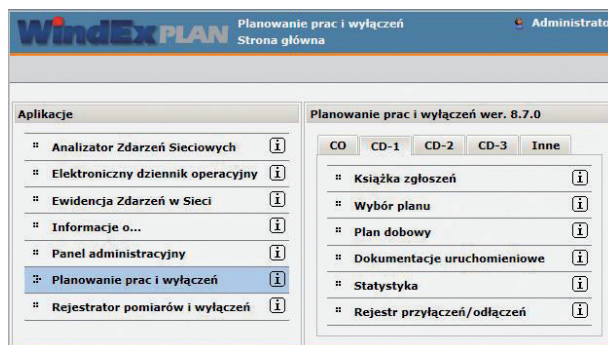 WindEx PLAN
Planowanie prac i wyłączeń
Strona główna
Administrato
Aplikacje
Analizator Zdarzeń Sieciowych
Elektroniczny dziennik operacyjny
Ewidencja Zdarzeń w Sieci
Informacje o...
Panel administracyjny
Planowanie prac i wyłączeń
Rejestrator pomiarów i wyłączeń
Planowanie prac i wyłączeń wer. 8.7.0
CO CD-1 CD-2 CD-3 Inne
Książka zgłoszeń
Wybór planu
Plan dobowy
Dokumentacje uruchomieniowe
Statystyka
Rejestr przyłączeń/odłączeń